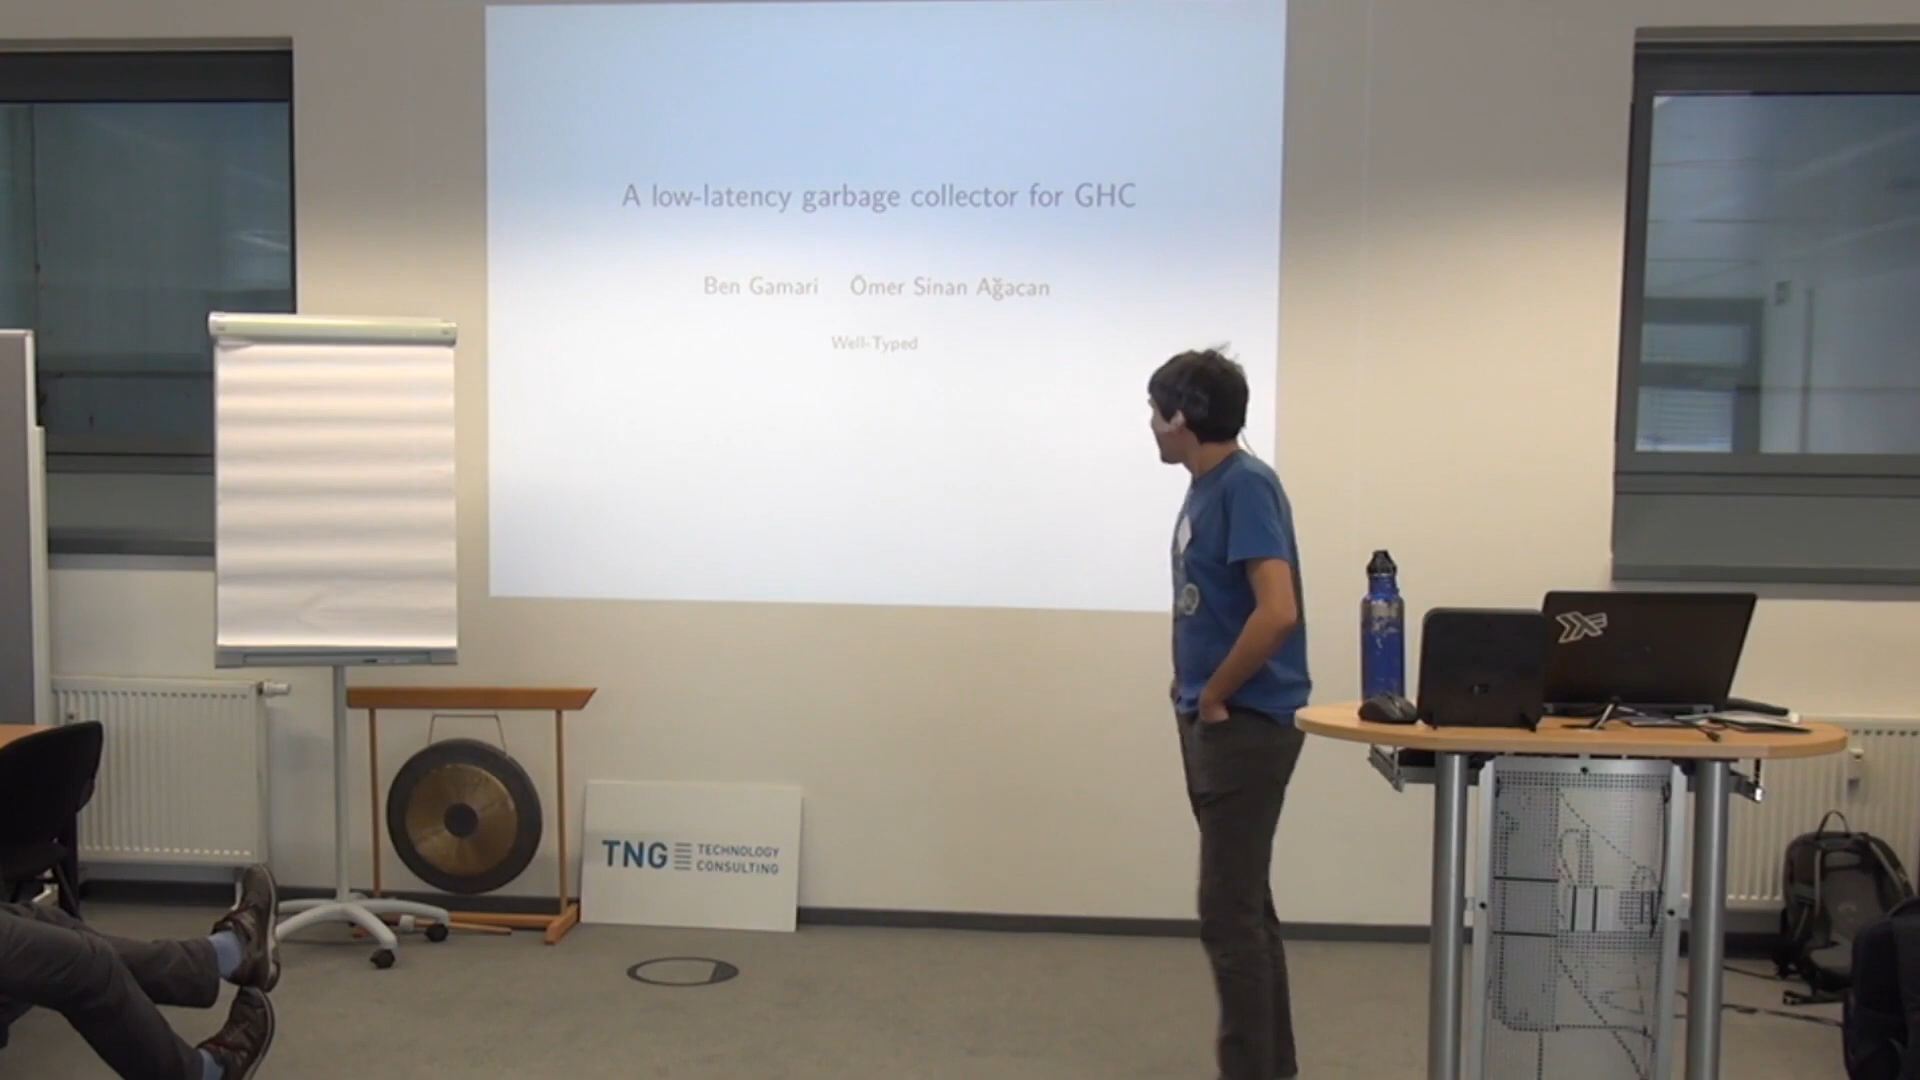 A low-latency garbage collector for GHC
Ben Gamari Ömer Sinan Ağacan
Well-Typed
TNG TECHNOLOGY
CONSULTING